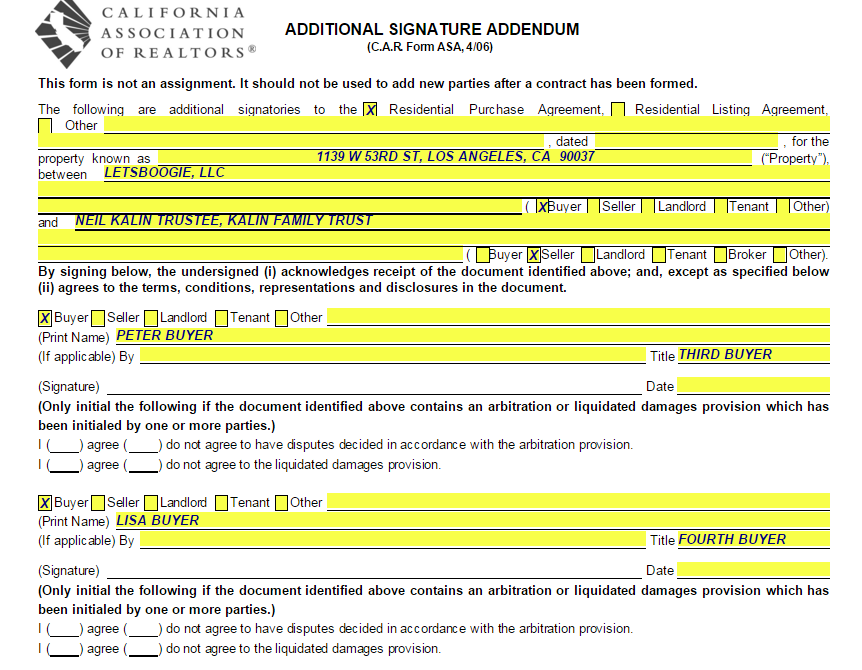 CALIFORNIA
ASSOCIATION
OF REALTORS®
ADDITIONAL SIGNATURE ADDENDUM
(C.A.R. Form ASA, 4/06)
This form is not an assignment. It should not be used to add new parties after a contract has been formed.
The following are additional signatories to the X Residential Purchase Agreement, Residential Listing Agreement,
Other
, dated , for the
property known as 1139 W 53RD ST, LOS ANGELES, CA 90037 ("Property"),
between LETSBOOGIE, LLC
( X Buyer Seller Landlord Tenant Other)
and NEIL KALIN TRUSTEE, KALIN FAMILY TRUST
( Buyer X Seller Landlord Tenant Broker Other).
By signing below, the undersigned (i) acknowledges receipt of the document identified above; and, except as specified below
(ii) agrees to the terms, conditions, representations and disclosures in the document.
X Buyer Seller Landlord Tenant Other
(Print Name) PETER BUYER
(If applicable) By Title THIRD BUYER
(Signature) Date
(Only initial the following if the document identified above contains an arbitration or liquidated damages provision which has
been initialed by one or more parties.)
I (____) agree (____) do not agree to have disputes decided in accordance with the arbitration provision.
I (____) agree (____) do not agree to the liquidated damages provision.
X Buyer Seller Landlord Tenant Other
(Print Name) LISA BUYER
(If applicable) By Title FOURTH BUYER
(Signature) Date
(Only initial the following if the document identified above contains an arbitration or liquidated damages provision which has
been initialed by one or more parties.)
I (____) agree (____) do not agree to have disputes decided in accordance with the arbitration provision.
I (____) agree (____) do not agree to the liquidated damages provision.